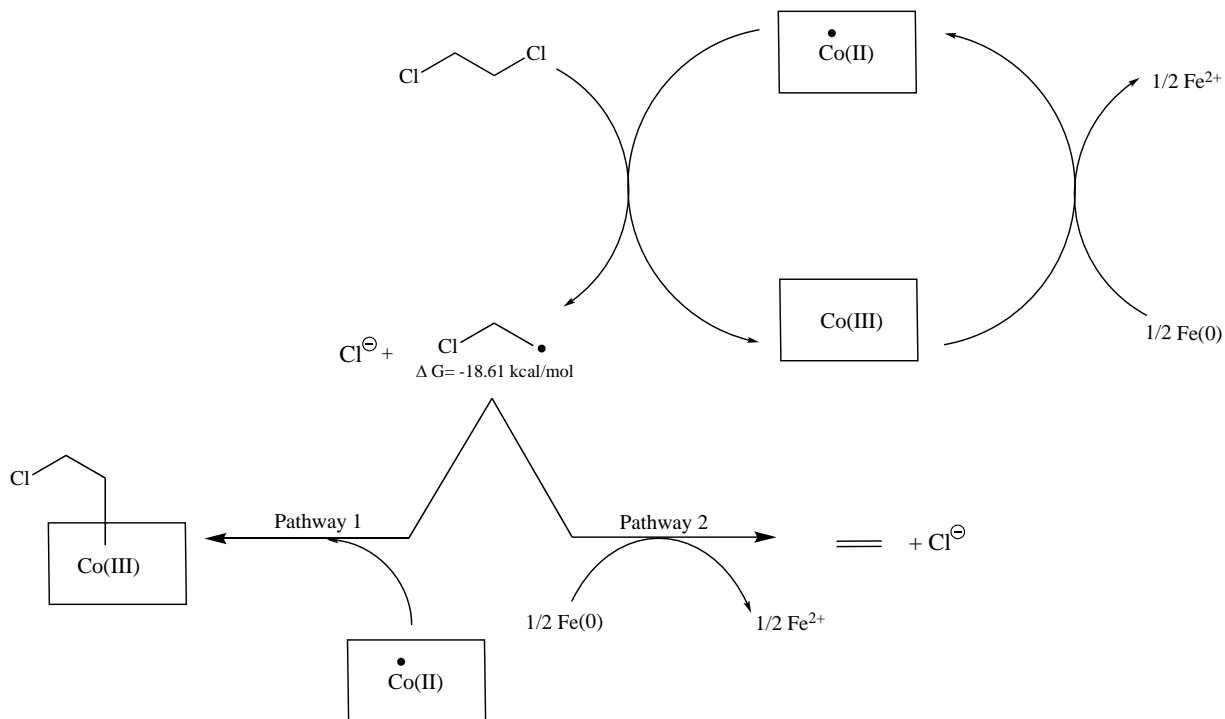 Co(II)
Cl
Cl
1/2 Fe2+
Co(III)
1/2 Fe(0)
Cl⊖ +
Cl
Δ G= -18.61 kcal/mol
Cl
Pathway 1
Pathway 2
+ Cl⊖
Co(III)
1/2 Fe(0)
1/2 Fe2+
Co(II)